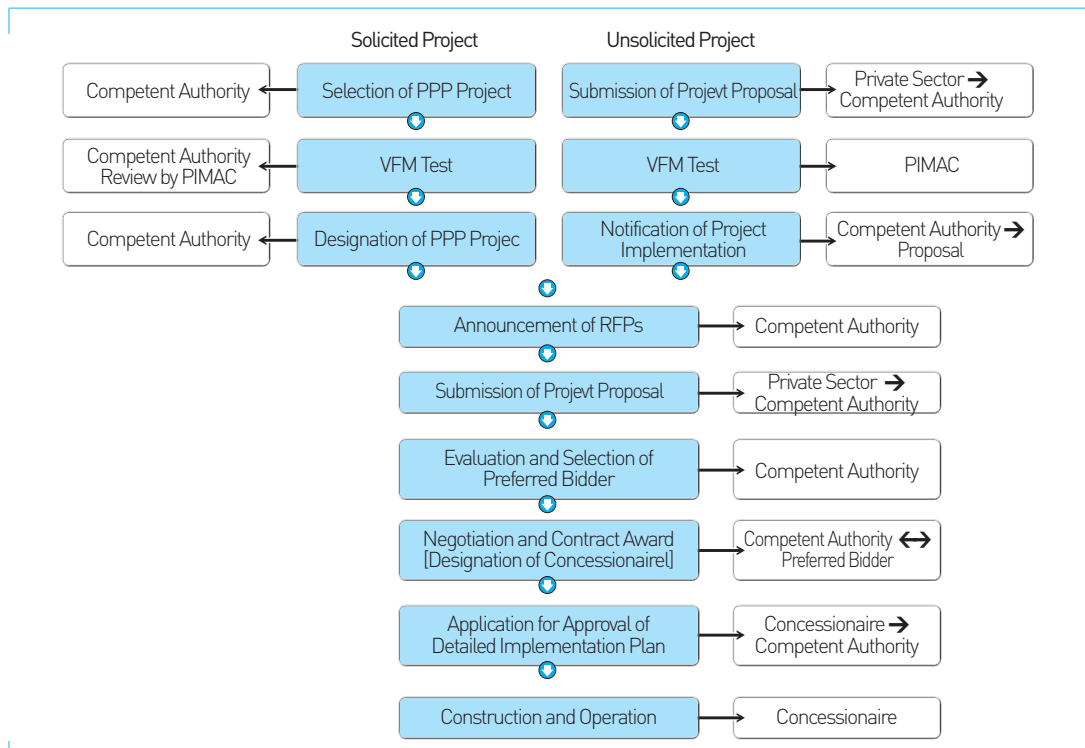 Solicited Project
Unsolicited Project
Competent Authority
Selection of PPP Project
Submission of Projevt Proposal
Private Sector →
Competent Authority
Competent Authority
Review by PIMAC
VFM Test
VFM Test
PIMAC
Competent Authority
Designation of PPP Projec
Notification of Project
Implementation
Competent Authority →
Proposal
Announcement of RFPs
Competent Authority
Submission of Projevt Proposal
Private Sector →
Competent Authority
Evaluation and Selection of
Preferred Bidder
Competent Authority
Negotiation and Contract Award
[Designation of Concessionairel]
Competent Authority ↔
Preferred Bidder
Application for Approval of
Detailed Implementation Plan
Concessionaire →
Competent Authority
Construction and Operation
Concessionaire